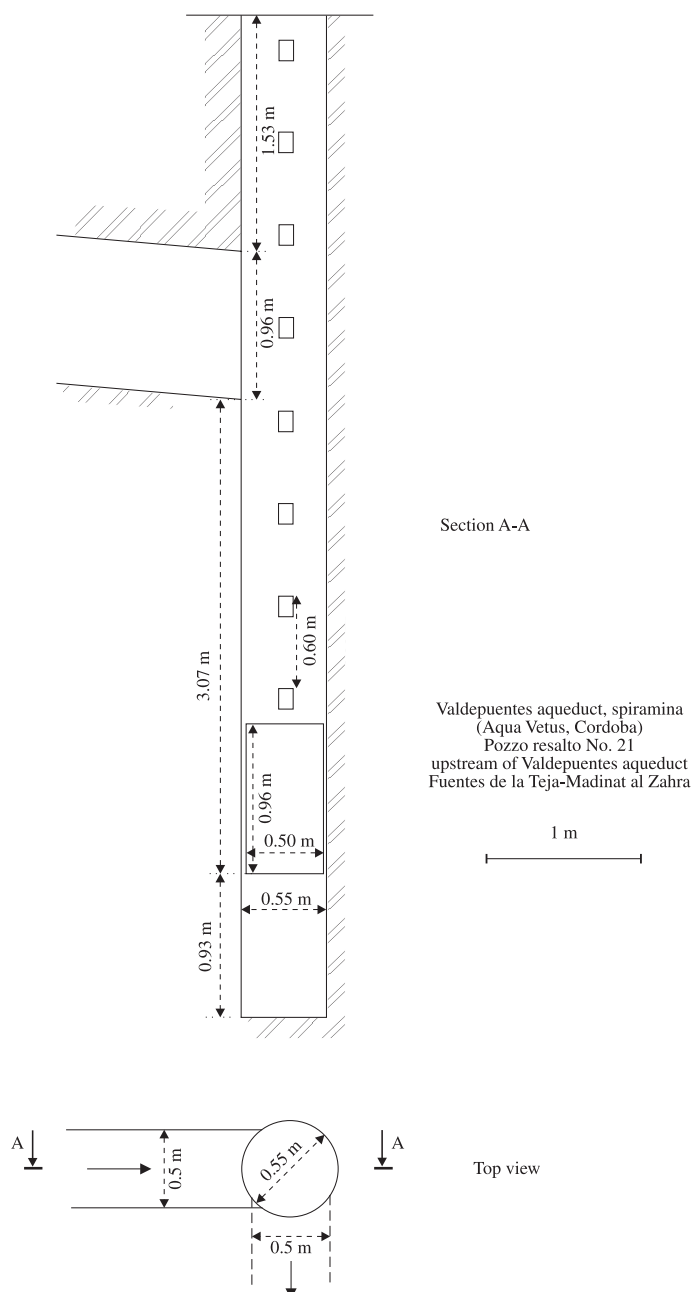 1.53 m
0.96 m
Section A-A
0.60 m
3.07 m
Valdepuentes aqueduct, spiramina
(Aqua Vetus, Cordoba)
Pozzo resalto No. 21
upstream of Valdepuentes aqueduct
Fuentes de la Teja-Madinat al Zahra
0.96 m
0.50 m
1 m
0.55 m
0.93 m
A
A
0.5 m
0.55 m
Top view
0.5 m